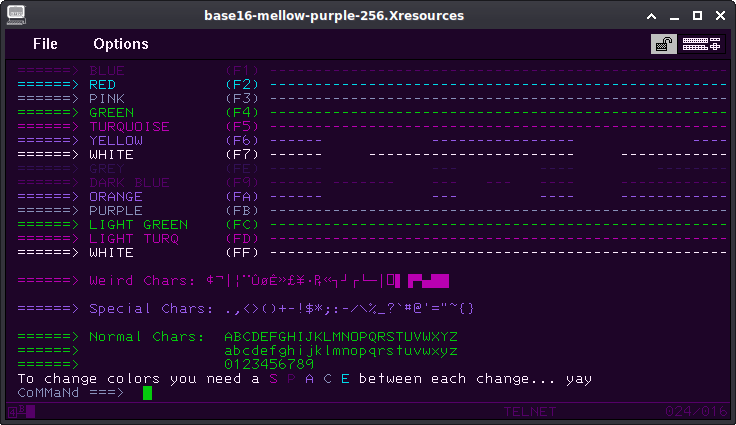 base16-mellow-purple-256.Xresources
File Options
======> BLUE (F1) ------------------------------------------------------
======> RED (F2) ------------------------------------------------------
======> PINK (F3) ------------------------------------------------------
======> GREEN (F4) ------------------------------------------------------
======> TURQUOISE (F5) ------------------------------------------------------
======> YELLOW (F6) ------ ----------------- ----
======> WHITE (F7) ------ ----------------- -------------
======> GREY (FE)
======> DARK BLUE (F9)
======> ORANGE (FA)
======> PURPLE (FB) ------------------------------------------------------
======> LIGHT GREEN (FC) ------------------------------------------------------
======> LIGHT TURQ (FD) ------------------------------------------------------
======> WHITE (FF) ------ ----------------- -------------
======> Weird Chars:
======> Special Chars: .,<>()+-!$*;:-/\%_?`#@'="~{}
======> Normal Chars: ABCDEFGHIJKLMNOPQRSTUVWXYZ
======> abcdefghijklmnopqrstuvwxyz
======> 0123456789
To change colors you need a S P A C E between each change... yay
CoMMaNd ===>
TELNET 024/016